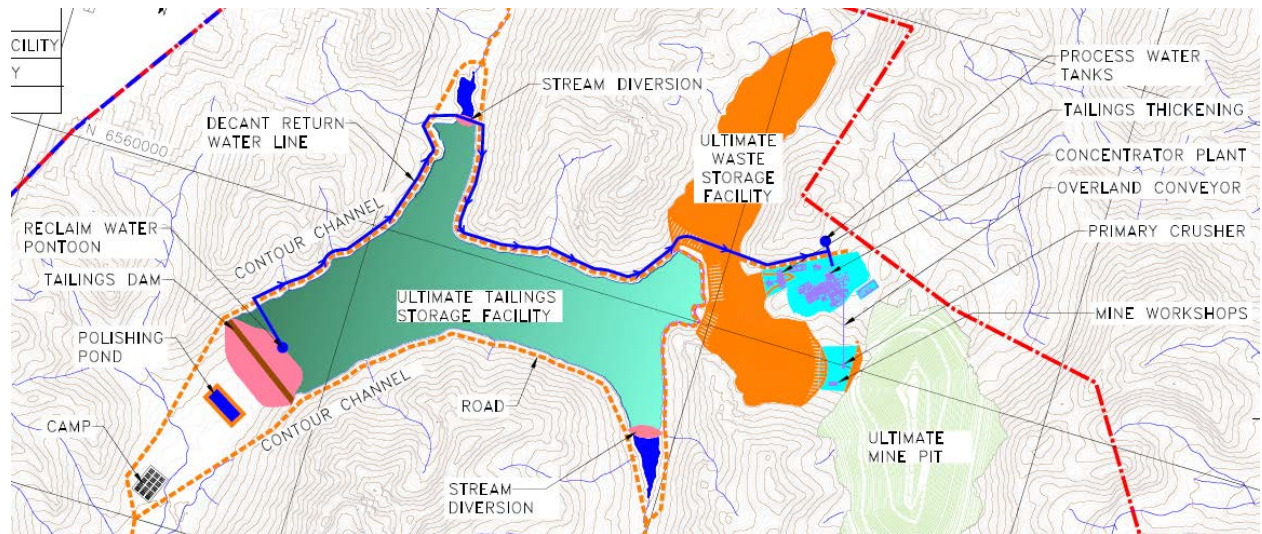 CILITY
Y
N 6560000
DECANT RETURN
WATER LINE
STREAM DIVERSION
ULTIMATE
WASTE
STORAGE
FACILITY
PROCESS WATER
TANKS
TAILINGS THICKENING
CONCENTRATOR PLANT
OVERLAND CONVEYOR
PRIMARY CRUSHER
RECLAIM WATER
PONTOON
CONTOUR CHANNEL
TAILINGS DAM
ULTIMATE TAILINGS
STORAGE FACILITY
MINE WORKSHOPS
POLISHING
POND
CAMP
CONTOUR CHANNEL
ROAD
ULTIMATE
MINE PIT
STREAM
DIVERSION